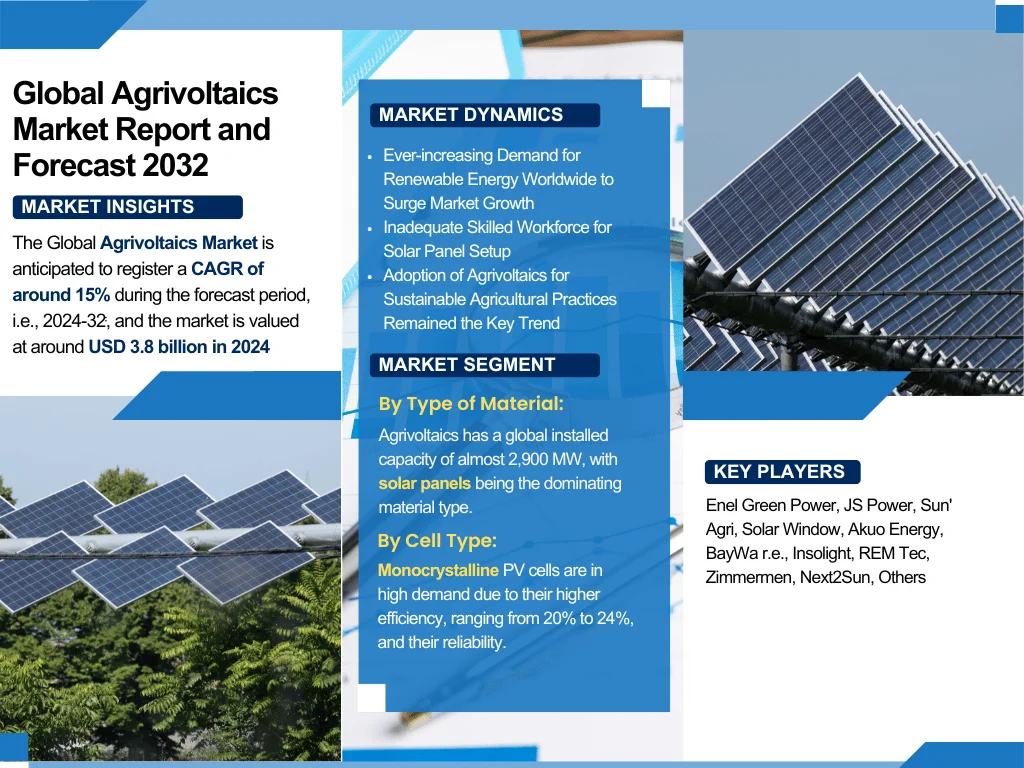 Global Agrivoltaics
Market Report and
Forecast 2032
MARKET INSIGHTS
The Global Agrivoltaics Market is
anticipated to register a CAGR of
around 15% during the forecast period,
i.e., 2024-32; and the market is valued
at around USD 3.8 billion in 2024
MARKET DYNAMICS
• Ever-increasing Demand for
Renewable Energy Worldwide to
Surge Market Growth
• Inadequate Skilled Workforce for
Solar Panel Setup
• Adoption of Agrivoltaics for
Sustainable Agricultural Practices
Remained the Key Trend
MARKET SEGMENT
By Type of Material:
Agrivoltaics has a global installed
capacity of almost 2,900 MW, with
solar panels being the dominating
material type.
By Cell Type:
Monocrystalline PV cells are in
high demand due to their higher
efficiency, ranging from 20% to 24%,
and their reliability.
KEY PLAYERS
Enel Green Power, JS Power, Sun'
Agri, Solar Window, Akuo Energy,
BayWa r.e., Insolight, REM Tec,
Zimmermen, Next2Sun, Others